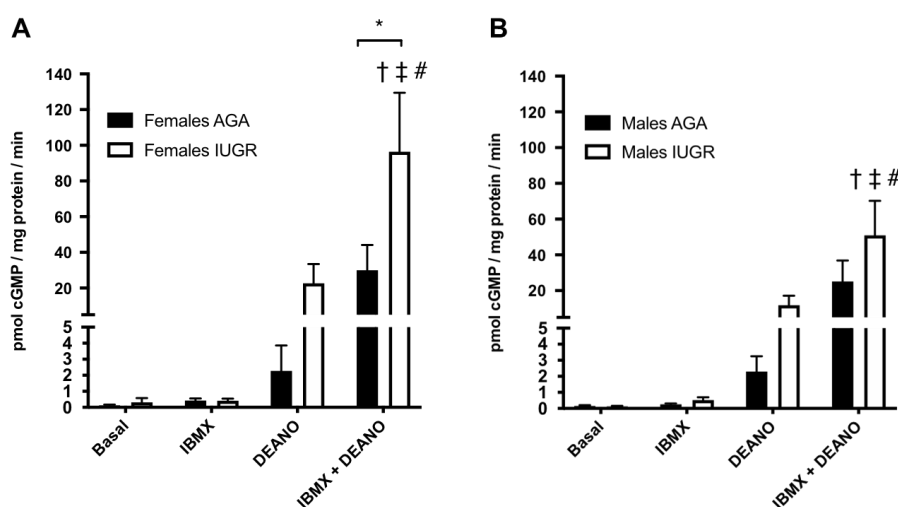 A
*
† ‡ #
140
120
100
80
60
40
20
5
4
3
2
1
0
pmol cGMP / mg protein / min
Females AGA
Females IUGR
Basal
IBMX
DEANO
IBMX + DEANO
B
† ‡ #
140
120
100
80
60
40
20
5
4
3
2
1
0
pmol cGMP / mg protein / min
Males AGA
Males IUGR
Basal
IBMX
DEANO
IBMX + DEANO